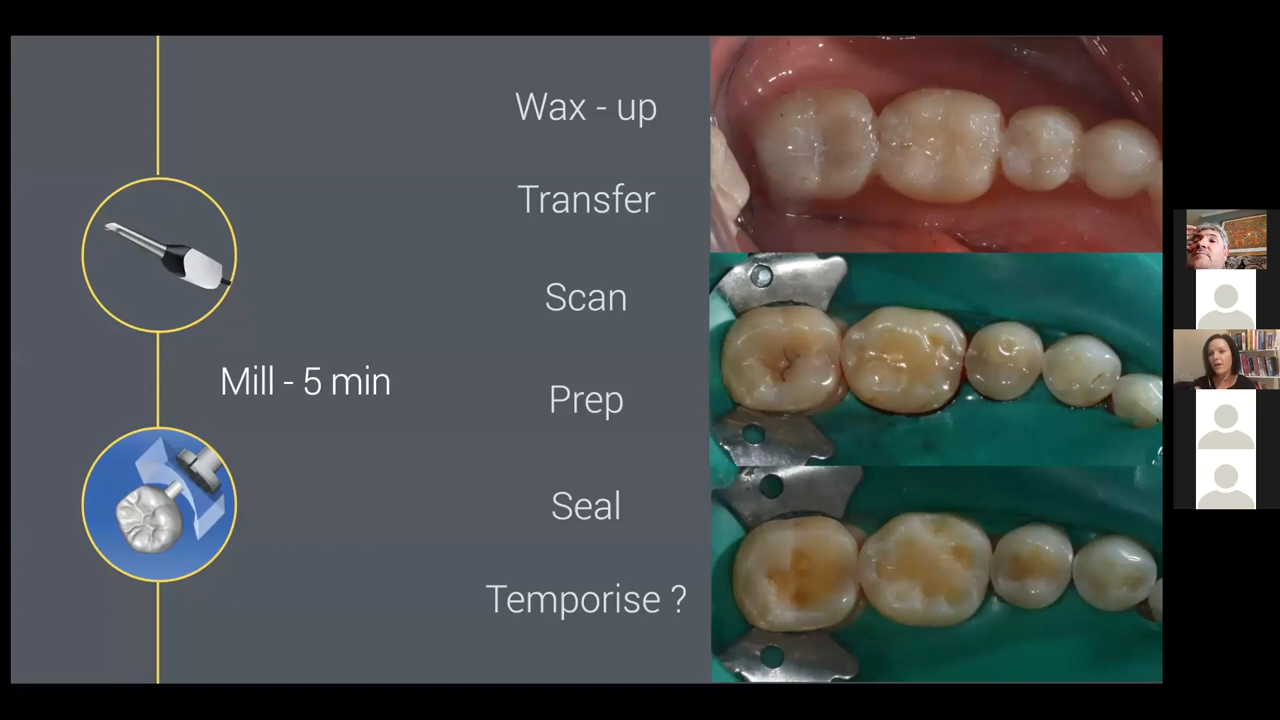 Wax - up
Transfer
Scan
Mill - 5 min
Prep
Seal
Temporise ?